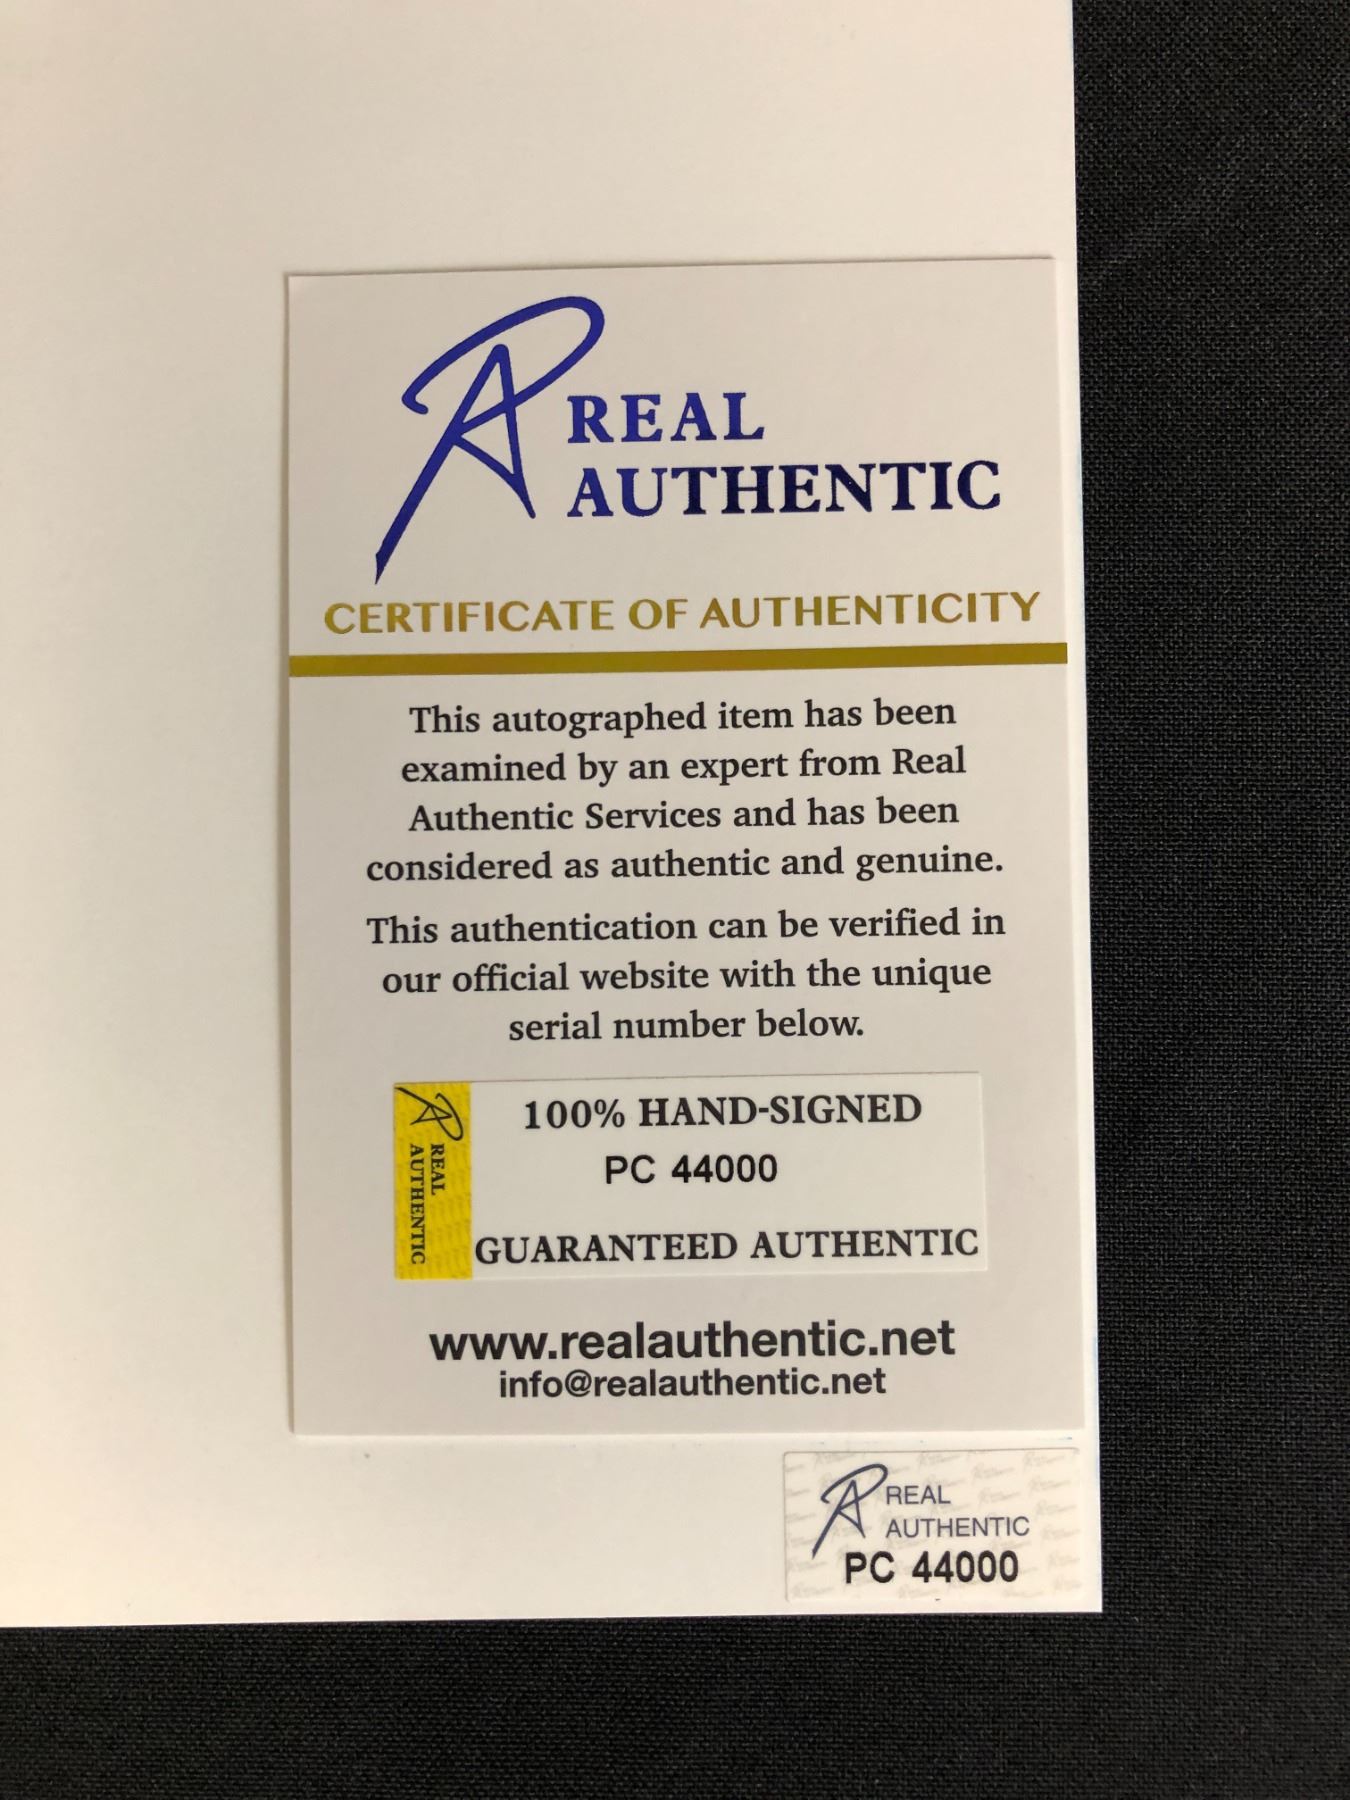 REAL
AUTHENTIC
CERTIFICATE OF AUTHENTICITY
This autographed item has been
examined by an expert from Real
Authentic Services and has been
considered as authentic and genuine.
This authentication can be verified in
our official website with the unique
serial number below.
REAL
AUTHENTIC
100% HAND-SIGNED
PC 44000
GUARANTEED AUTHENTIC
www.realauthentic.net
info@realauthentic.net
REAL
AUTHENTIC
PC 44000